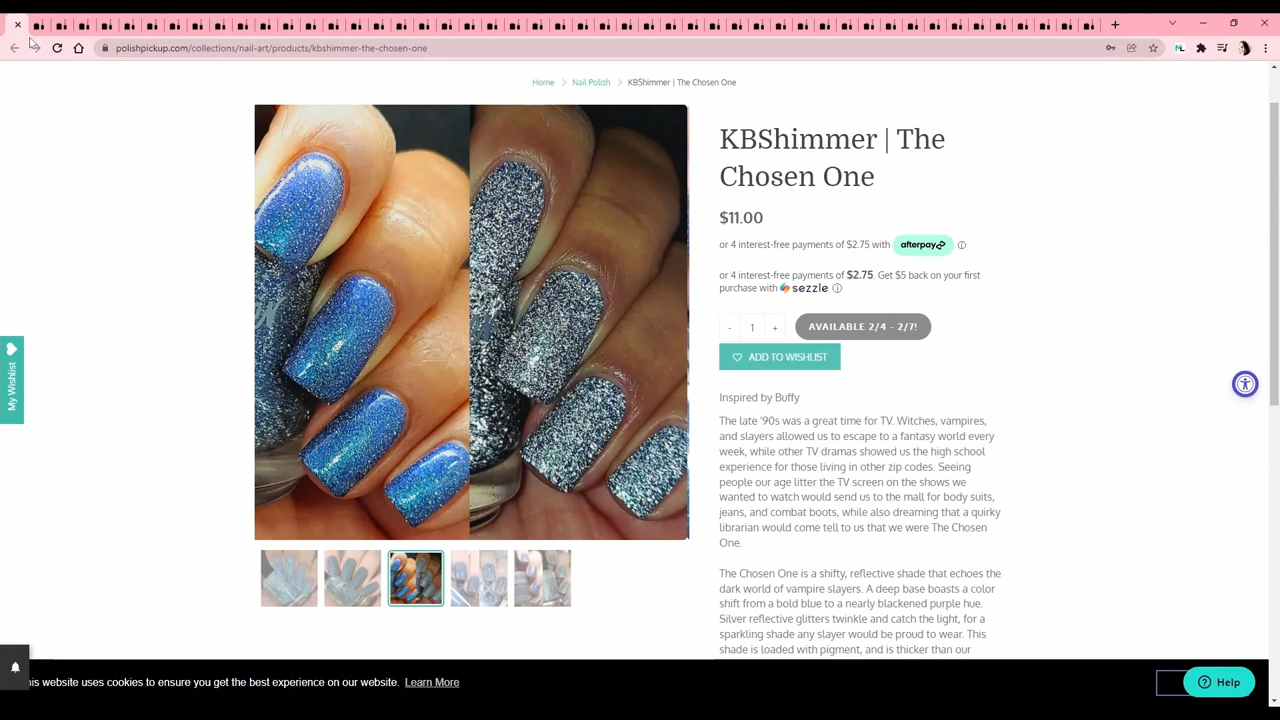 polishpickup.com/collections/nail-art/products/kbshimmer-the-chosen-one
Home
Nail Polish
KBShimmer | The Chosen One
KBShimmer | The
Chosen One
$11.00
or 4 interest-free payments of $2.75 with afterpay
or 4 interest-free payments of $2.75. Get $5 back on your first
purchase with sezzle
- 1 + AVAILABLE 2/4 - 2/7!
ADD TO WISHLIST
My Wishlist
Inspired by Buffy
The late '90s was a great time for TV. Witches, vampires,
and slayers allowed us to escape to a fantasy world every
week, while other TV dramas showed us the high school
experience for those living in other zip codes. Seeing
people our age litter the TV screen on the shows we
wanted to watch would send us to the mall for body suits,
jeans, and combat boots, while also dreaming that a quirky
librarian would come tell to us that we were The Chosen
One.
The Chosen One is a shifty, reflective shade that echoes the
dark world of vampire slayers. A deep base boasts a color
shift from a bold blue to a nearly blackened purple hue.
Silver reflective glitters twinkle and catch the light, for a
sparkling shade any slayer would be proud to wear. This
shade is loaded with pigment, and is thicker than our
his website uses cookies to ensure you get the best experience on our website. Learn More
Help